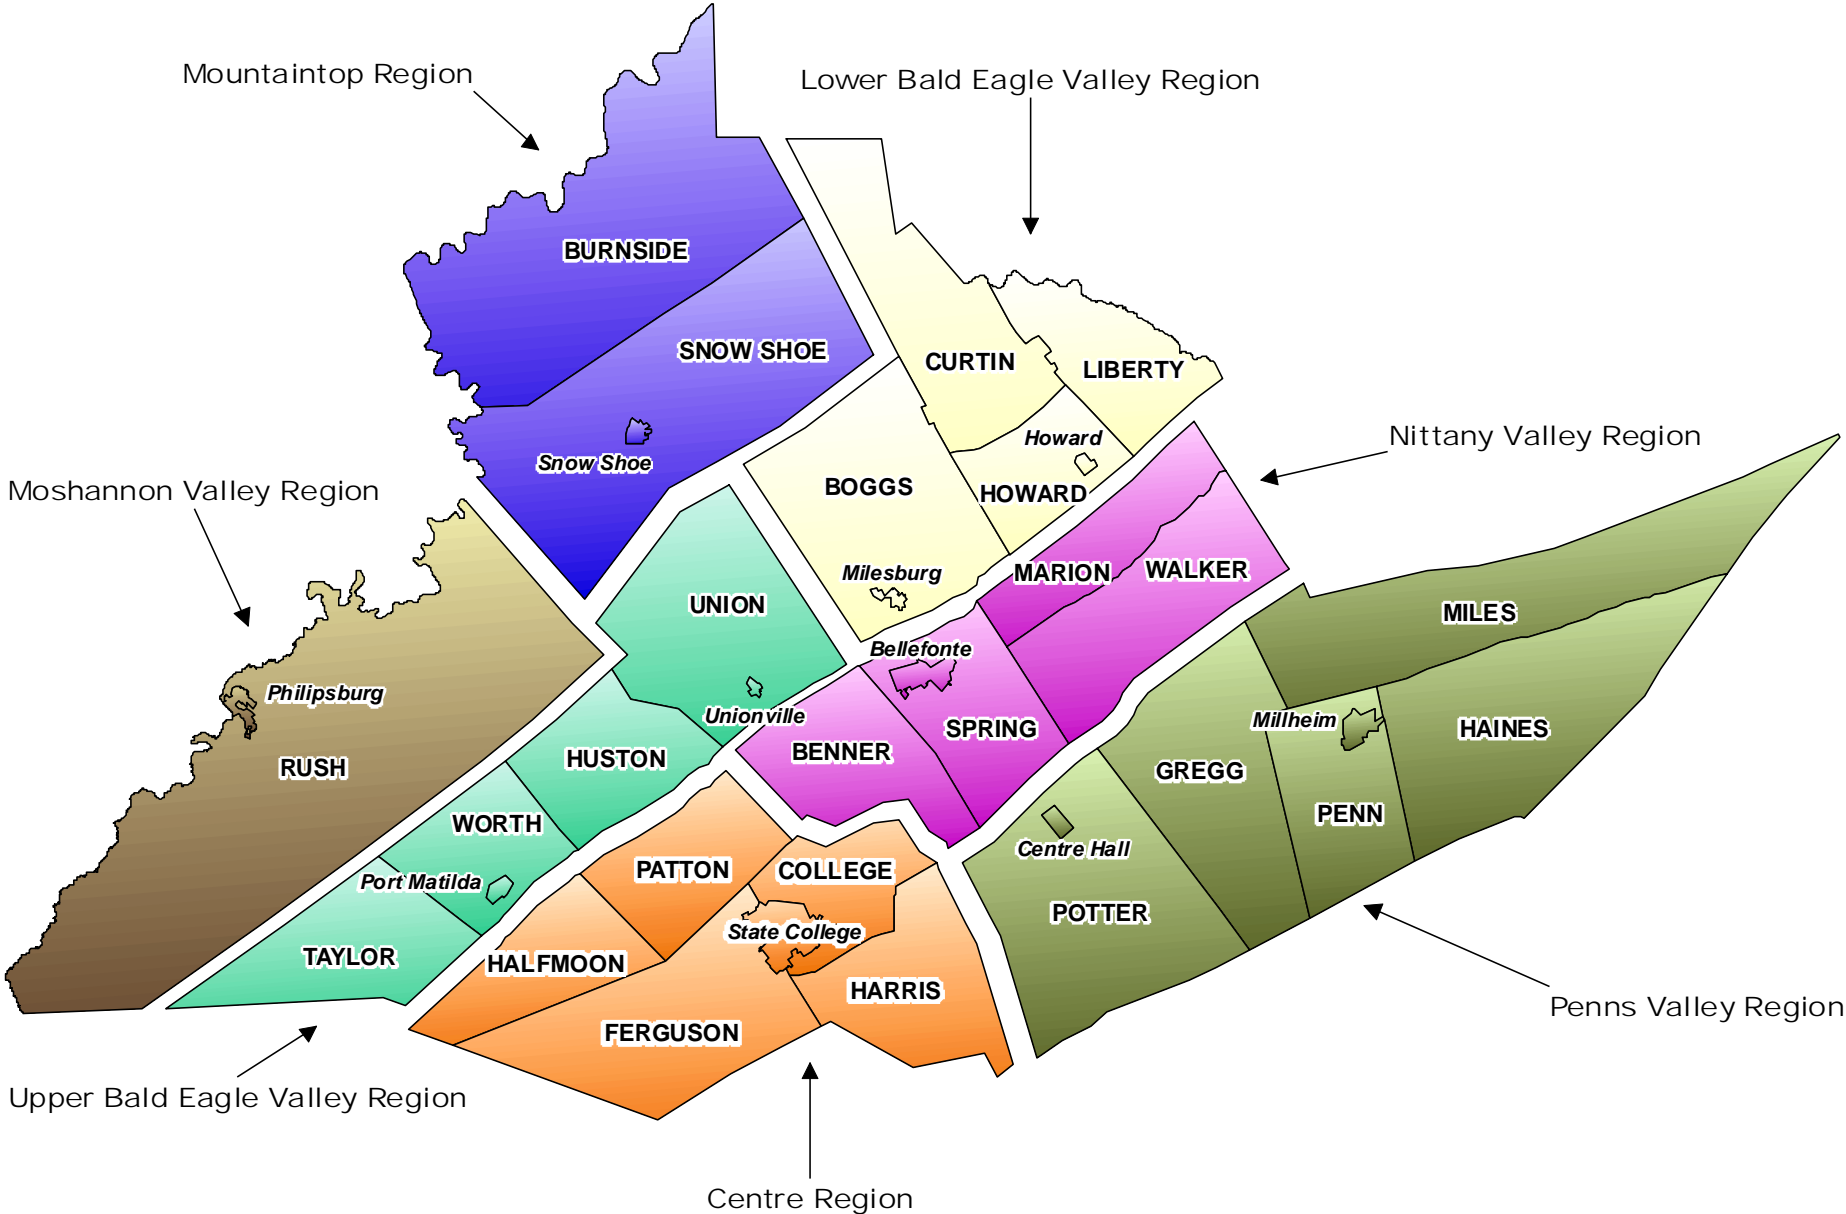 Mountaintop Region
Lower Bald Eagle Valley Region
BURNSIDE
SNOW SHOE
CURTIN
LIBERTY
Snow Shoe
Howard
Nittany Valley Region
Moshannon Valley Region
BOGGS
HOWARD
Milesburg
MARION
WALKER
UNION
MILES
Bellefonte
Philipsburg
Unionville
Millheim
SPRING
HAINES
BENNER
HUSTON
RUSH
GREGG
PENN
WORTH
Centre Hall
PATTON
COLLEGE
Port Matilda
POTTER
State College
TAYLOR
HALFMOON
HARRIS
Penns Valley Region
FERGUSON
Upper Bald Eagle Valley Region
Centre Region